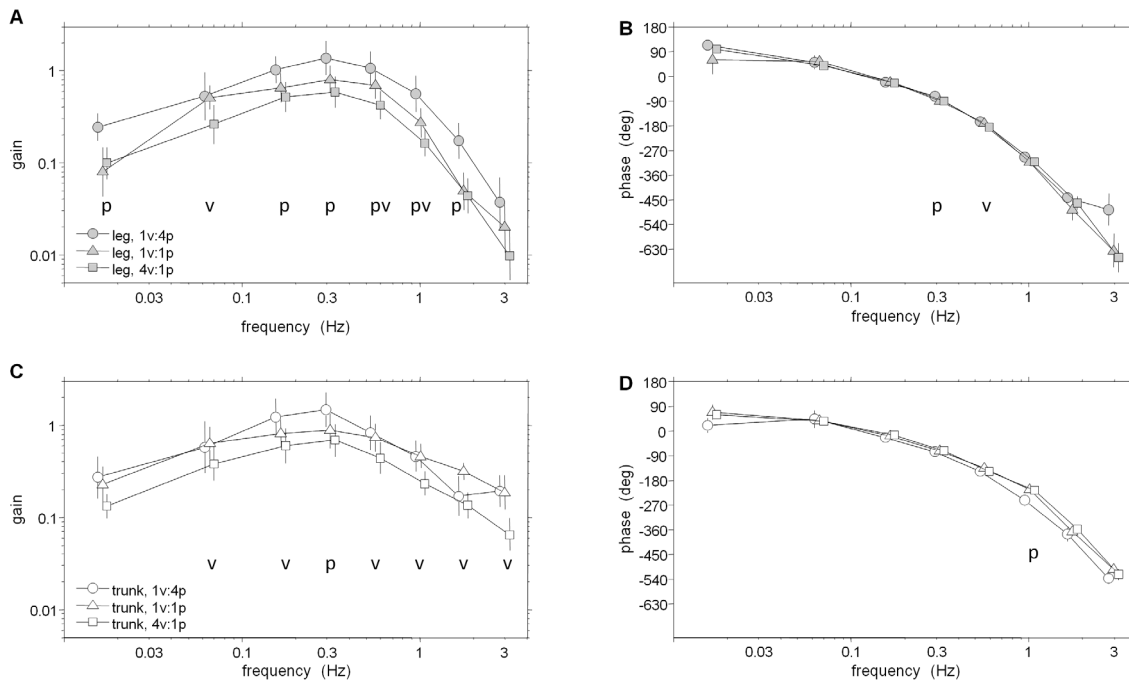 A
1
0.1
0.01
gain
p v p p pv pv p
leg, 1v:4p
leg, 1v:1p
leg, 4v:1p
0.03 0.1 0.3 1 3
frequency (Hz)
B
180
90
0
-90
-180
-270
-360
-450
-540
-630
phase (deg)
p v
0.03 0.1 0.3 1 3
frequency (Hz)
C
1
0.1
0.01
gain
v v p v v v v
trunk, 1v:4p
trunk, 1v:1p
trunk, 4v:1p
0.03 0.1 0.3 1 3
frequency (Hz)
D
180
90
0
-90
-180
-270
-360
-450
-540
-630
phase (deg)
p
0.03 0.1 0.3 1 3
frequency (Hz)